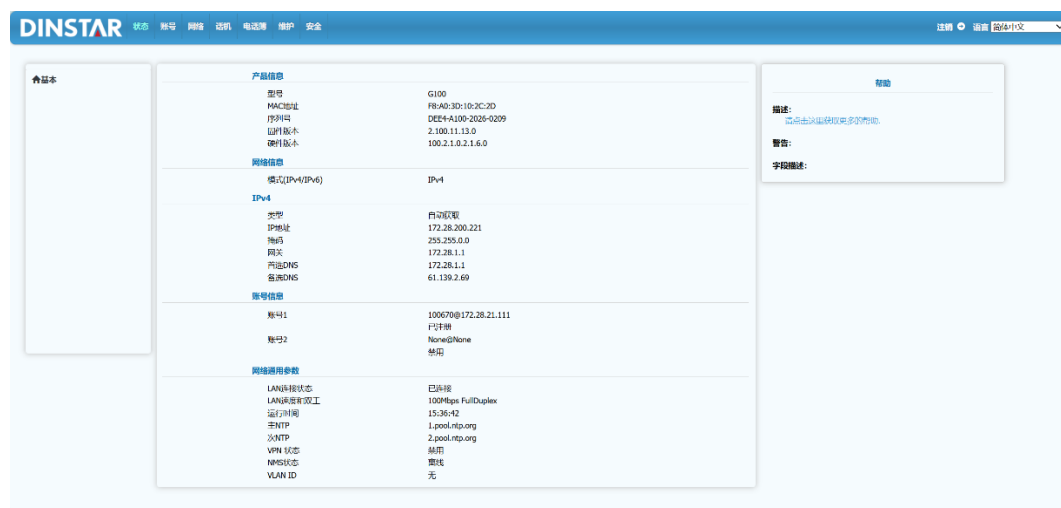 DINSTAR 状态 账号 网络 话机 电话簿 维护 安全 注销 语言 简体中文
基本
产品信息
型号 G100
MAC地址 F8:A0:3D:10:2C:2D
序列号 DEE4-A100-2026-0209
固件版本 2.100.11.13.0
硬件版本 100.2.1.0.2.1.6.0
网络信息
模式(IPv4/IPv6) IPv4
IPv4
类型 自动获取
IP地址 172.28.200.221
掩码 255.255.0.0
网关 172.28.1.1
首选DNS 172.28.1.1
备选DNS 61.139.2.69
账号信息
账号1 100670@172.28.21.111
已注册
账号2 None@None
禁用
网络通用参数
LAN连接状态 已连接
LAN速度和双工 100Mbps FullDuplex
运行时间 15:36:42
主NTP 1.pool.ntp.org
次NTP 2.pool.ntp.org
VPN 状态 禁用
NMS状态 离线
VLAN ID 无
帮助
描述:
请点击这里获取更多的帮助.
警告:
字段描述: